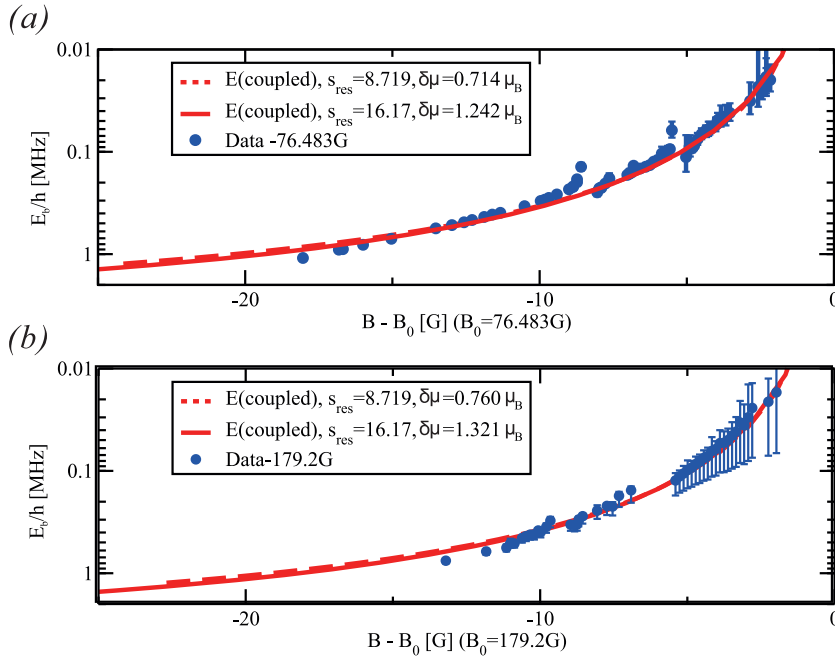 (a)
0.01
0.1
1
E_b/h [MHz]
E(coupled), s_res=8.719, δμ=0.714 μ_B
E(coupled), s_res=16.17, δμ=1.242 μ_B
Data -76.483G
-20
-10
0
B - B_0 [G] (B_0=76.483G)
(b)
0.01
0.1
1
E_b/h [MHz]
E(coupled), s_res=8.719, δμ=0.760 μ_B
E(coupled), s_res=16.17, δμ=1.321 μ_B
Data-179.2G
-20
-10
0
B - B_0 [G] (B_0=179.2G)